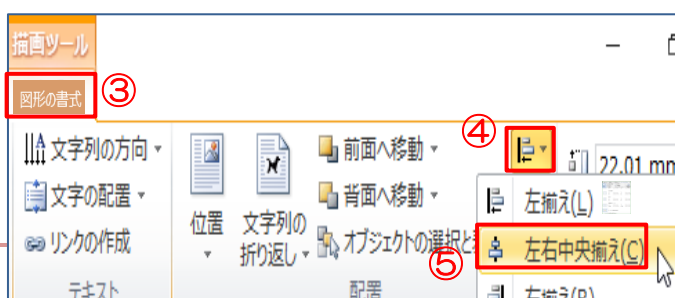 描画ツール
図形の書式
③
④
文字列の方向
文字の配置
リンクの作成
テキスト
位置
文字列の
折り返し
前面へ移動
背面へ移動
オブジェクトの選択と
配置
22.01 mm
左揃え(L)
⑤
左右中央揃え(C)
右揃え(R)